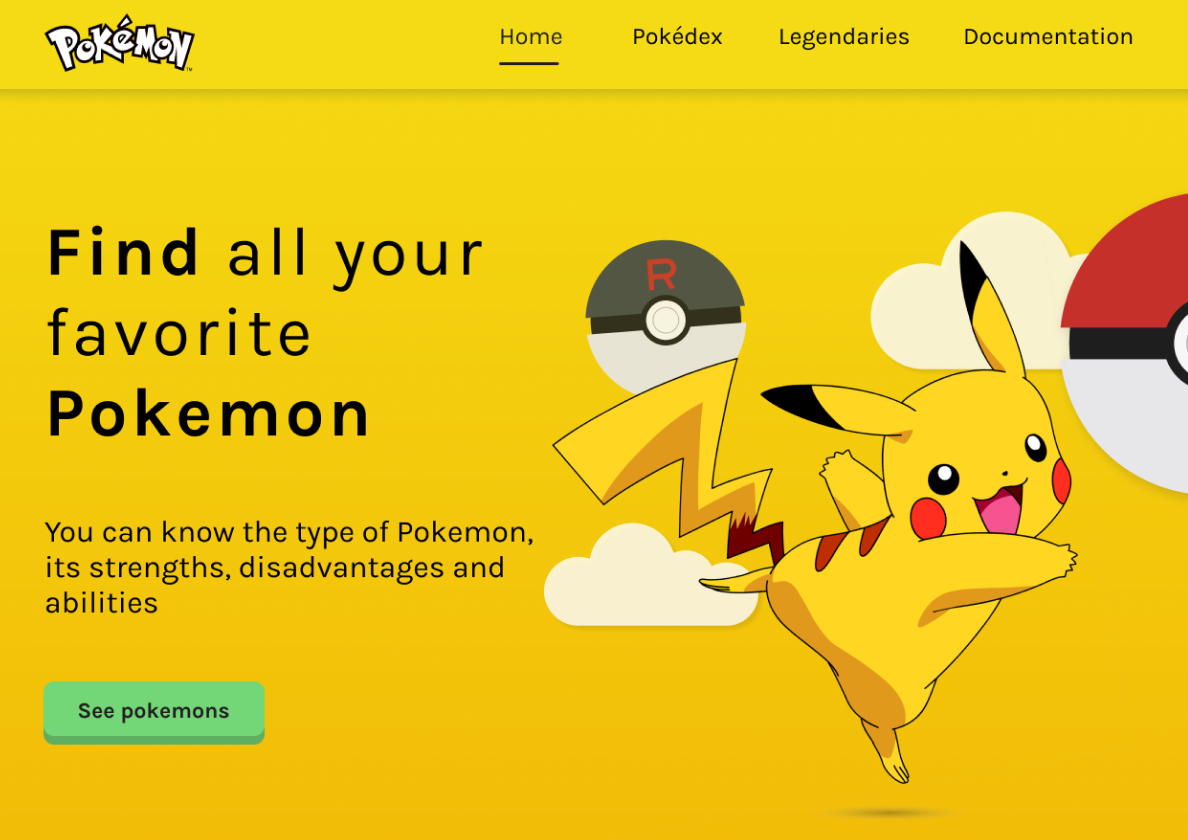 POKéMON
TM
Home
Pokédex
Legendaries
Documentation
Find all your
favorite
Pokemon
R
You can know the type of Pokemon,
its strengths, disadvantages and
abilities
See pokemons